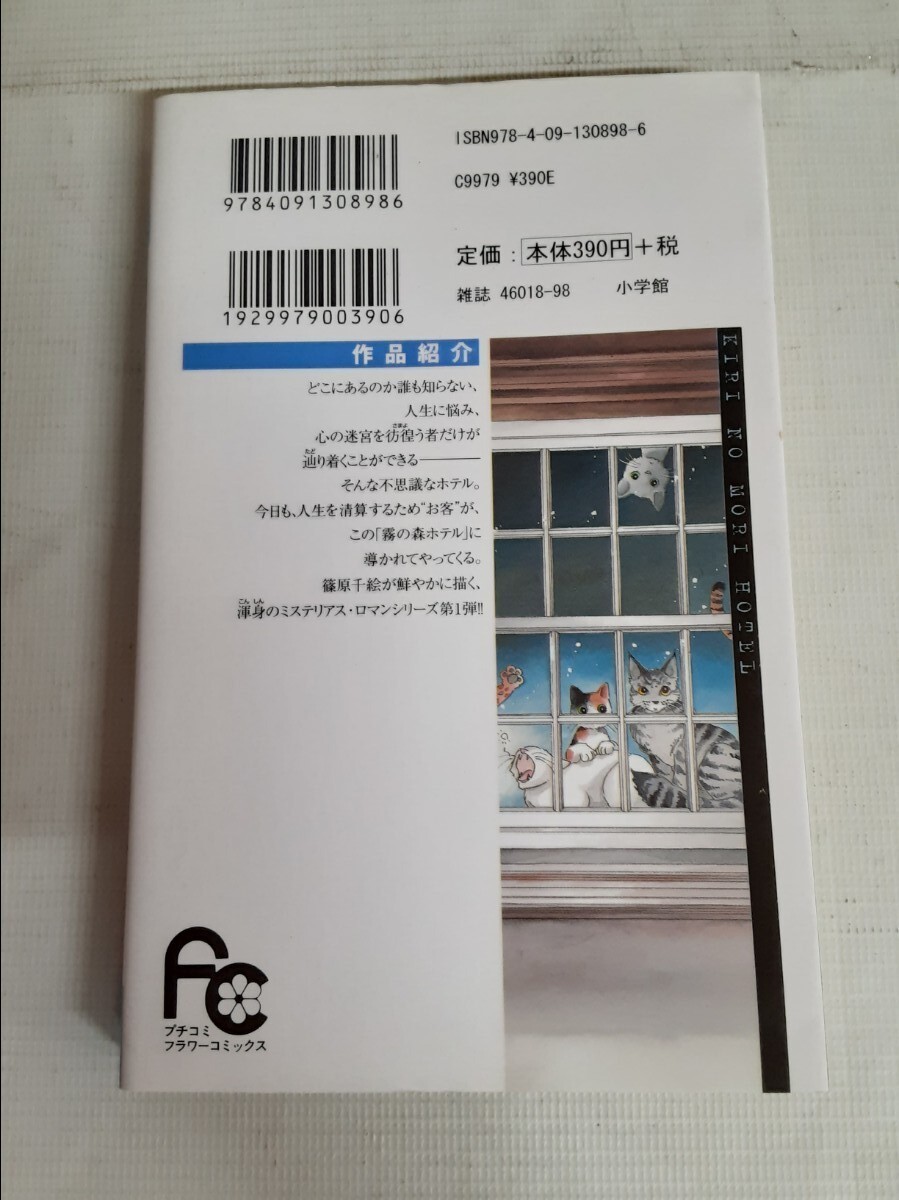 ISBN978-4-09-130898-6
9784091308986
C9979 ¥390E
定価：本体390円+税
1929979003906
雑誌 46018-98 小学館
作品紹介
どこにあるのか誰も知らない、
人生に悩み、
心の迷宮を彷徨う者だけが
辿り着くことができる――
そんな不思議なホテル。
今日も、人生を清算するため“お客”が、
この「霧の森ホテル」に
導かれてやってくる。
篠原千絵が鮮やかに描く、
渾身のミステリアス・ロマンシリーズ第1弾!!
KIRI NO MORI HOTEL
FC
プチコミ
フラワーコミックス